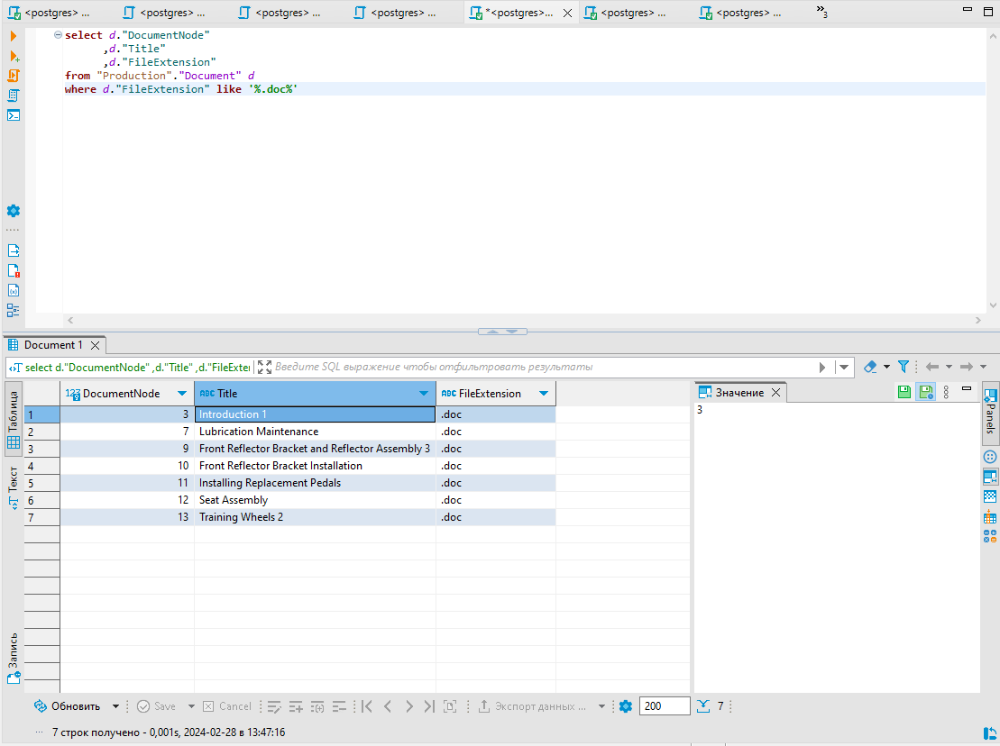 <postgres> ...
<postgres> ...
<postgres> ...
<postgres> ...
*<postgres>...
<postgres> ...
<postgres> ...
»3
select d."DocumentNode"
,d."Title"
,d."FileExtension"
from "Production"."Document" d
where d."FileExtension" like '%.doc%'
Document 1
select d."DocumentNode" ,d."Title" ,d."FileExter
Введите SQL выражение чтобы отфильтровать результаты
Таблица
Текст
Запись
123 DocumentNode ABC Title ABC FileExtension
1 3 Introduction 1 .doc
2 7 Lubrication Maintenance .doc
3 9 Front Reflector Bracket and Reflector Assembly 3 .doc
4 10 Front Reflector Bracket Installation .doc
5 11 Installing Replacement Pedals .doc
6 12 Seat Assembly .doc
7 13 Training Wheels 2 .doc
Значение
3
Panels
Обновить Save Cancel Экспорт данных ... 200 7
7 строк получено - 0,001s, 2024-02-28 в 13:47:16